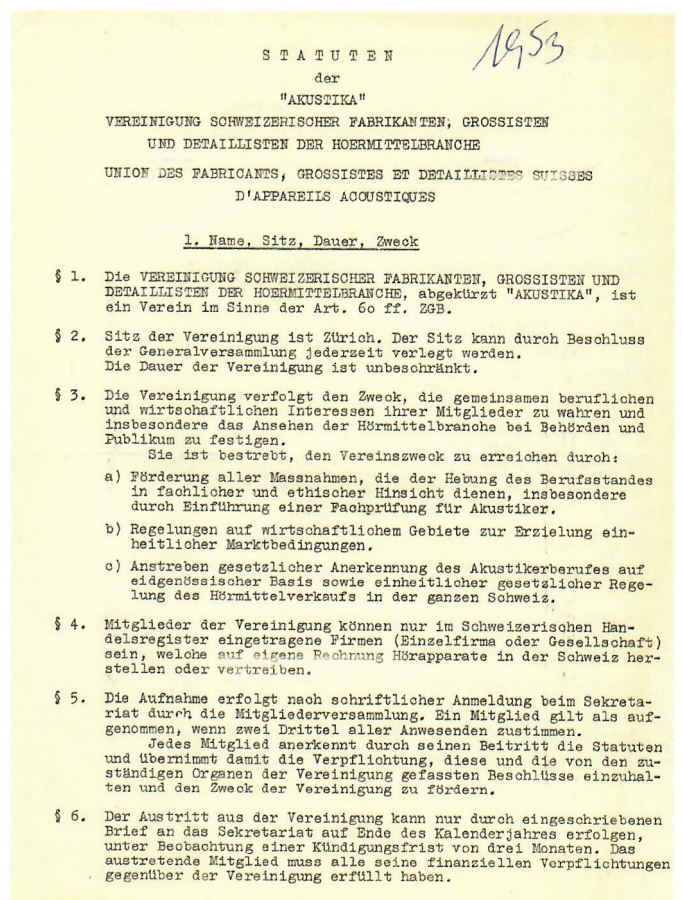 1953
S T A T U T E N
der
"AKUSTIKA"
VEREINIGUNG SCHWEIZERISCHER FABRIKANTEN, GROSSISTEN
UND DETAILLISTEN DER HOERMITTELBRANCHE
UNION DES FABRICANTS, GROSSISTES ET DETAILLISTES SUISSES
D'APPAREILS ACOUSTIQUES
1. Name, Sitz, Dauer, Zweck
§ 1. Die VEREINIGUNG SCHWEIZERISCHER FABRIKANTEN, GROSSISTEN UND
DETAILLISTEN DER HOERMITTELBRANCHE, abgekürzt "AKUSTIKA", ist
ein Verein im Sinne der Art. 6o ff. ZGB.
§ 2. Sitz der Vereinigung ist Zürich. Der Sitz kann durch Beschluss
der Generalversammlung jederzeit verlegt werden.
Die Dauer der Vereinigung ist unbeschränkt.
§ 3. Die Vereinigung verfolgt den Zweck, die gemeinsamen beruflichen
und wirtschaftlichen Interessen ihrer Mitglieder zu wahren und
insbesondere das Ansehen der Hörmittelbranche bei Behörden und
Publikum zu festigen.
Sie ist bestrebt, den Vereinszweck zu erreichen durch:
a) Förderung aller Massnahmen, die der Hebung des Berufsstandes
in fachlicher und ethischer Hinsicht dienen, insbesondere
durch Einführung einer Fachprüfung für Akustiker.
b) Regelungen auf wirtschaftlichem Gebiete zur Erzielung ein-
heitlicher Marktbedingungen.
c) Anstreben gesetzlicher Anerkennung des Akustikerberufes auf
eidgenössischer Basis sowie einheitlicher gesetzlicher Rege-
lung des Hörmittelverkaufs in der ganzen Schweiz.
§ 4. Mitglieder der Vereinigung können nur im Schweizerischen Han-
delsregister eingetragene Firmen (Einzelfirma oder Gesellschaft)
sein, welche auf eigene Rechnung Hörapparate in der Schweiz her-
stellen oder vertreiben.
§ 5. Die Aufnahme erfolgt nach schriftlicher Anmeldung beim Sekreta-
riat durch die Mitgliederversammlung. Ein Mitglied gilt als auf-
genommen, wenn zwei Drittel aller Anwesenden zustimmen.
Jedes Mitglied anerkennt durch seinen Beitritt die Statuten
und übernimmt damit die Verpflichtung, diese und die von den zu-
ständigen Organen der Vereinigung gefassten Beschlüsse einzuhal-
ten und den Zweck der Vereinigung zu fördern.
§ 6. Der Austritt aus der Vereinigung kann nur durch eingeschriebenen
Brief an das Sekretariat auf Ende des Kalenderjahres erfolgen,
unter Beobachtung einer Kündigungsfrist von drei Monaten. Das
austretende Mitglied muss alle seine finanziellen Verpflichtungen
gegenüber der Vereinigung erfüllt haben.